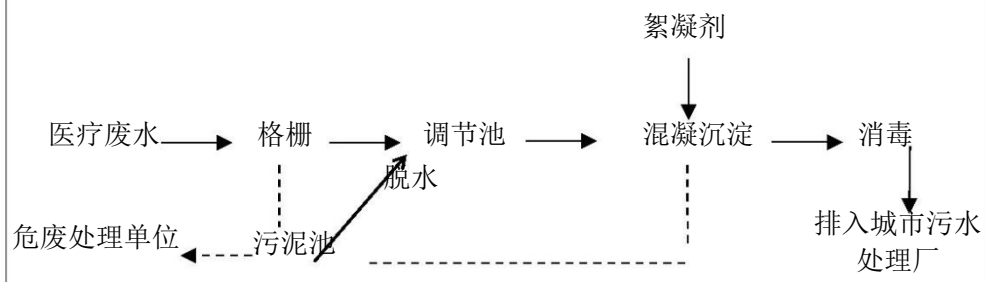 絮凝剂
医疗废水
格栅
调节池
混凝沉淀
消毒
脱水
危废处理单位
污泥池
排入城市污水
处理厂